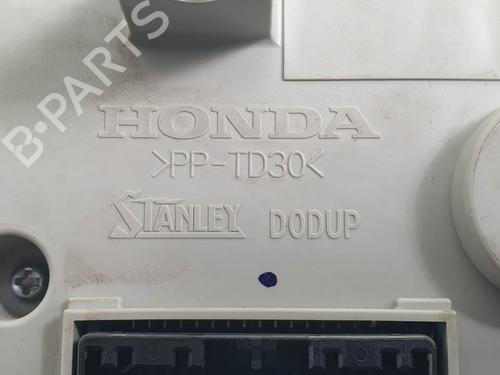 B-PARTS
HONDA
>PP-TD30<
STANLEY DODUP